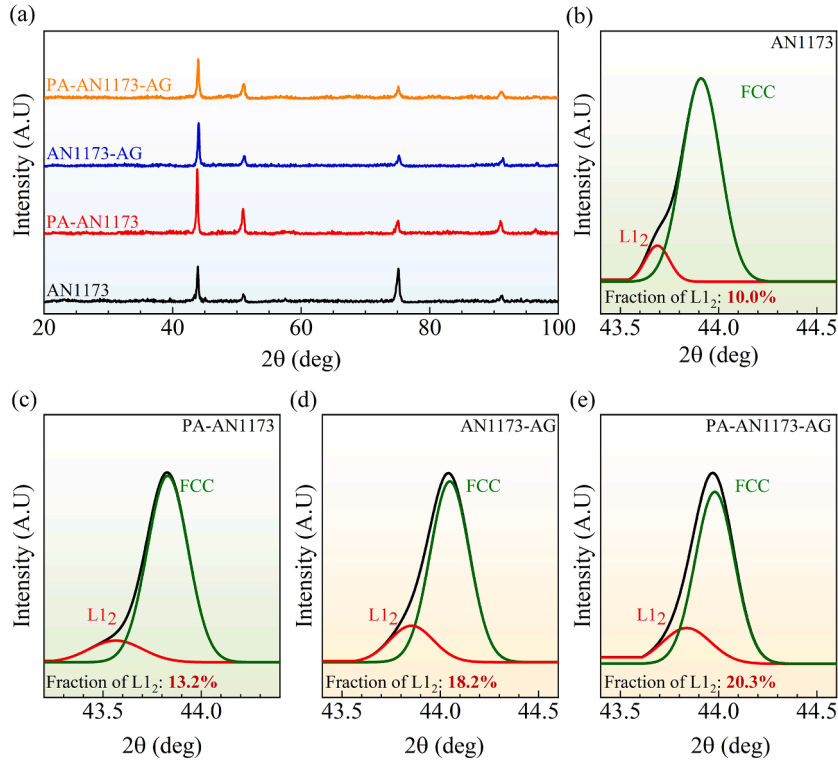 (a)
Intensity (A.U)
PA-AN1173-AG
AN1173-AG
PA-AN1173
AN1173
20 40 60 80 100
2θ (deg)
(b)
AN1173
Intensity (A.U)
FCC
L1₂
Fraction of L1₂: 10.0%
43.5 44.0 44.5
2θ (deg)
(c)
PA-AN1173
Intensity (A.U)
FCC
L1₂
Fraction of L1₂: 13.2%
43.5 44.0
2θ (deg)
(d)
AN1173-AG
Intensity (A.U)
FCC
L1₂
Fraction of L1₂: 18.2%
43.5 44.0 44.5
2θ (deg)
(e)
PA-AN1173-AG
Intensity (A.U)
FCC
L1₂
Fraction of L1₂: 20.3%
43.5 44.0 44.5
2θ (deg)